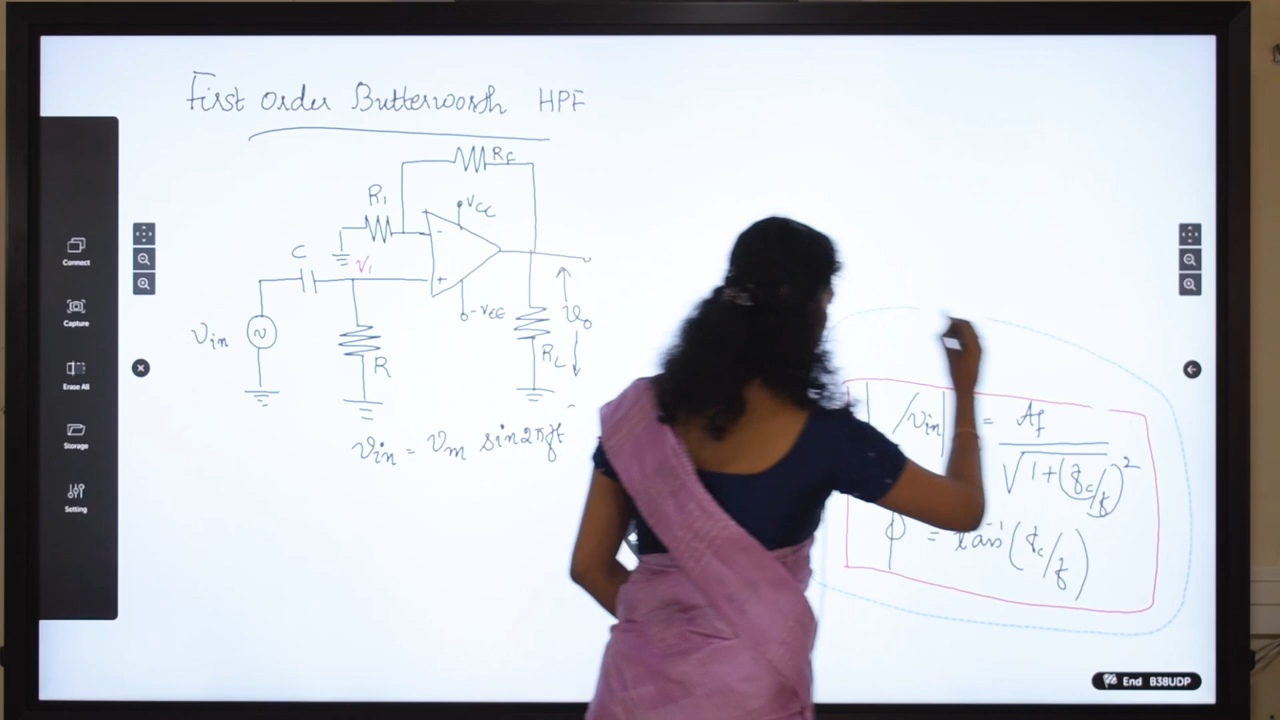 First order Butterworth HPF
Rf
R1
VCC
-
C
V1
+
-VEE
vin
R
RL
vo
vin = vm sin2πft
/vin| = Af
√1+(fc/f)²
φ = tan⁻¹(fc/f)
Connect
Capture
Erase All
Storage
Setting
End B38UDP